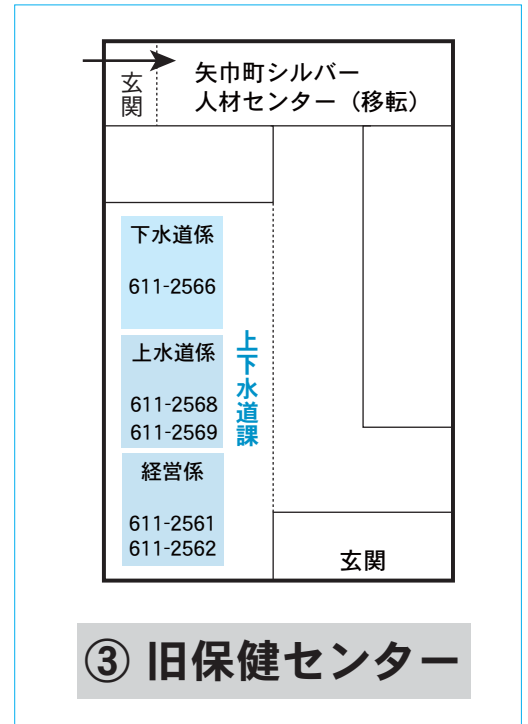 玄関
矢巾町シルバー
人材センター（移転）
下水道係
611-2566
上水道係
611-2568
611-2569
経営係
611-2561
611-2562
上下水道課
玄関
③ 旧保健センター